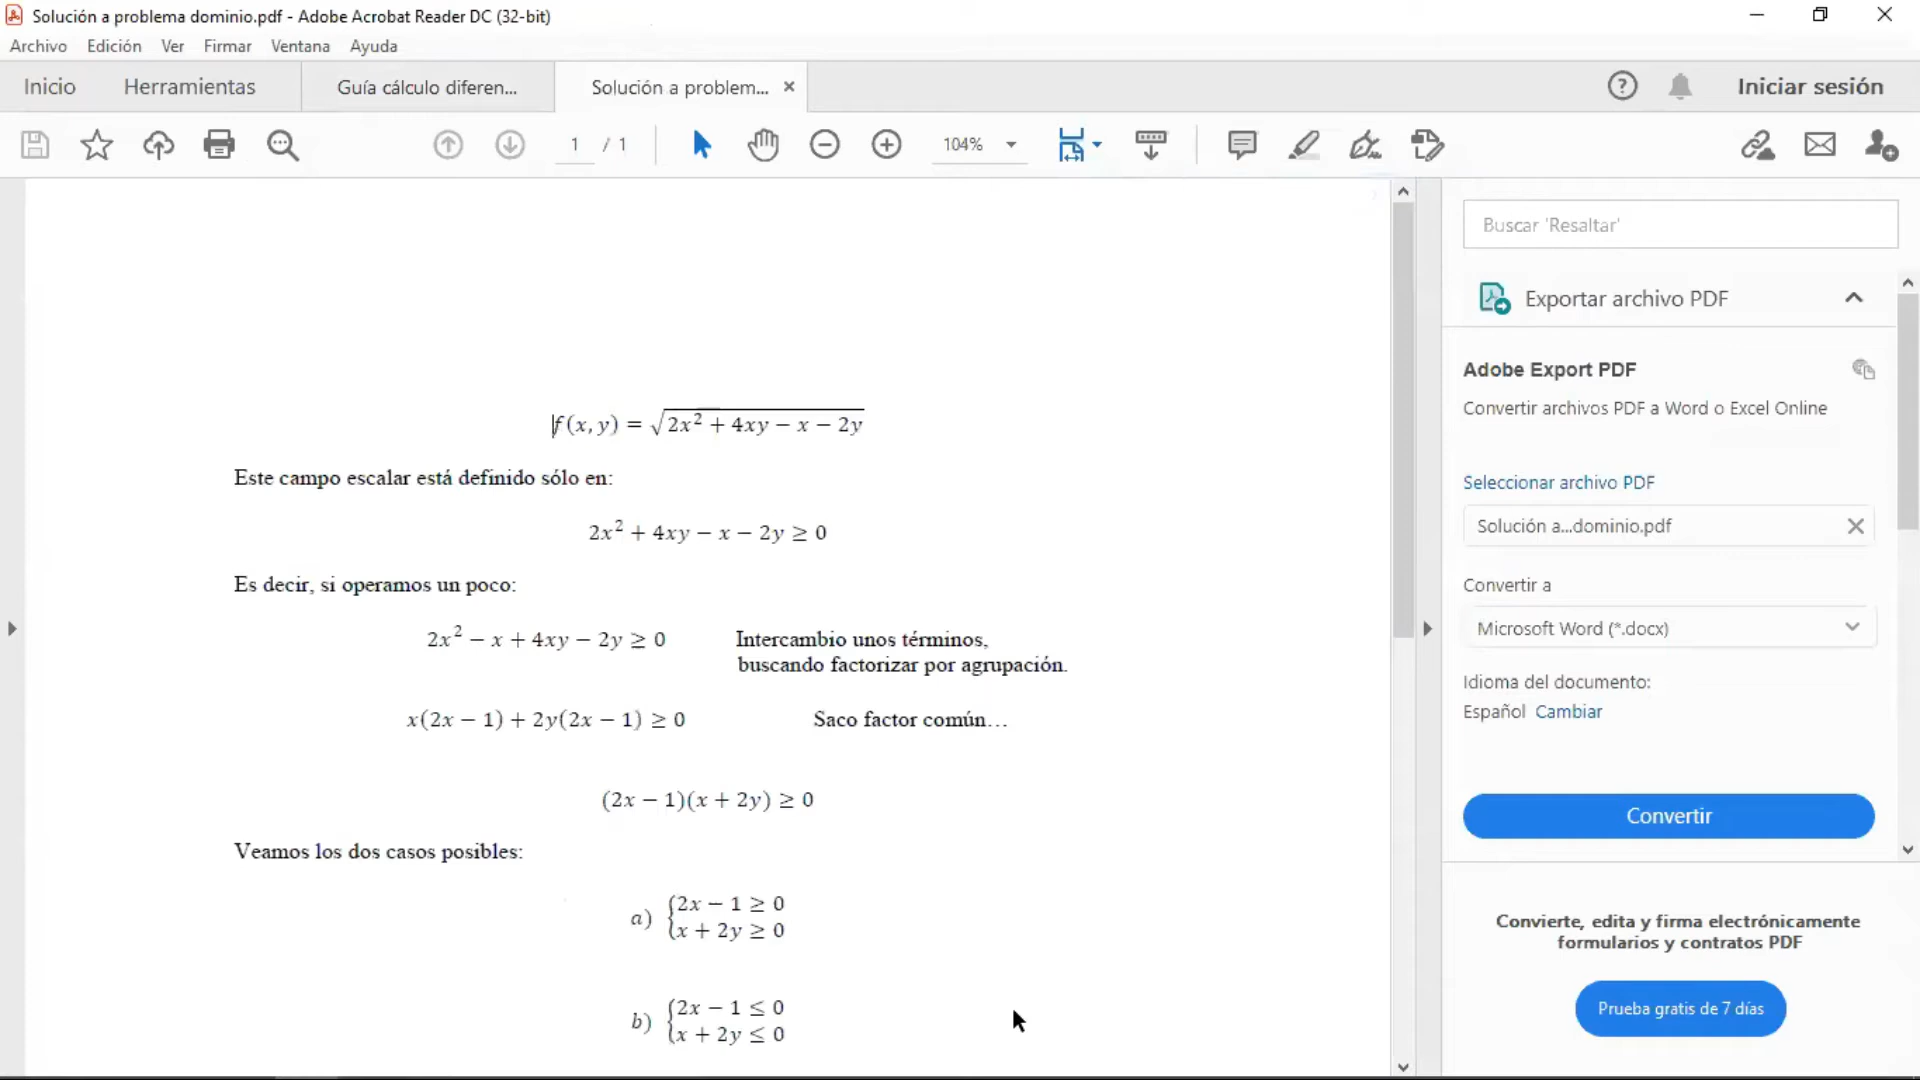 Solución a problema dominio.pdf - Adobe Acrobat Reader DC (32-bit)
Archivo Edición Ver Firmar Ventana Ayuda
Inicio Herramientas Guía cálculo diferen... Solución a problem... × ? Iniciar sesión
1 / 1 104%
Buscar 'Resaltar'
Exportar archivo PDF
Adobe Export PDF
Convertir archivos PDF a Word o Excel Online
Seleccionar archivo PDF
Solución a...dominio.pdf
Convertir a
Microsoft Word (*.docx)
Idioma del documento:
Español Cambiar
Convertir
Convierte, edita y firma electrónicamente
formularios y contratos PDF
Prueba gratis de 7 días
f(x, y) = √(2x² + 4xy − x − 2y)
Este campo escalar está definido sólo en:
2x² + 4xy − x − 2y ≥ 0
Es decir, si operamos un poco:
2x² − x + 4xy − 2y ≥ 0 Intercambio unos términos,
buscando factorizar por agrupación.
x(2x − 1) + 2y(2x − 1) ≥ 0 Saco factor común…
(2x − 1)(x + 2y) ≥ 0
Veamos los dos casos posibles:
a) {2x − 1 ≥ 0
x + 2y ≥ 0
b) {2x − 1 ≤ 0
x + 2y ≤ 0